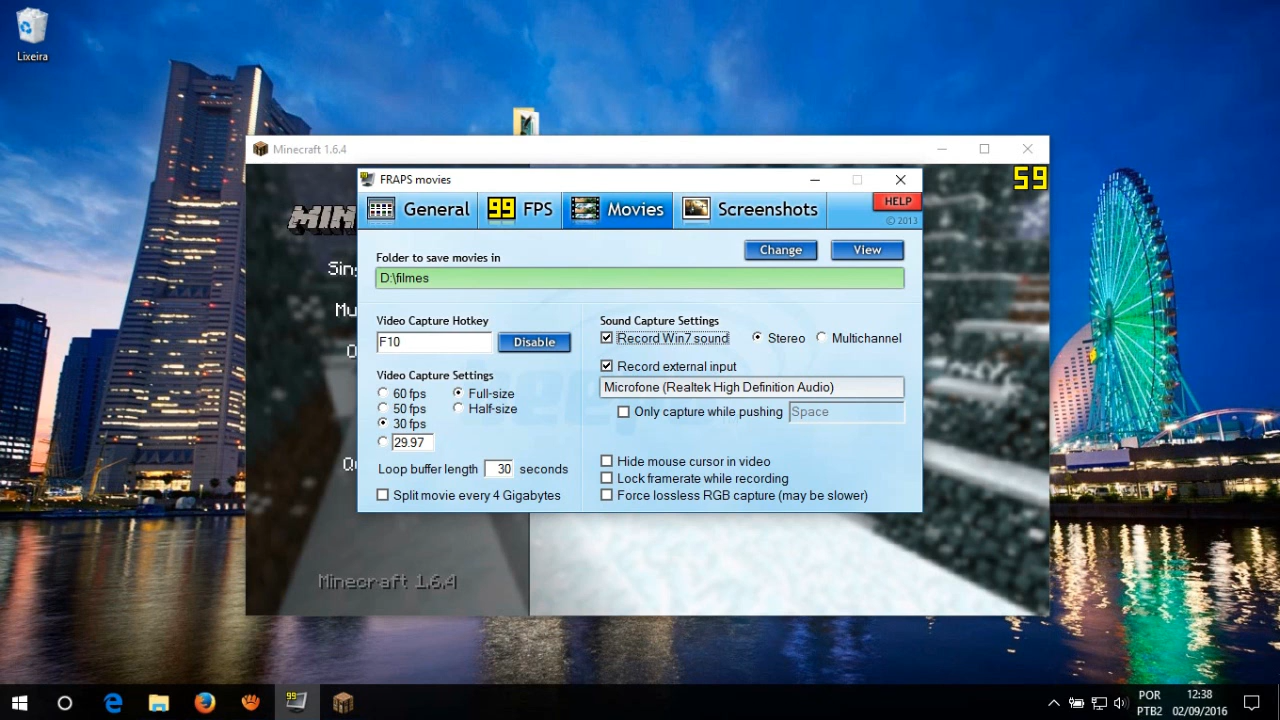 Lixeira
Minecraft 1.6.4
59
FRAPS movies
General
99 FPS
Movies
Screenshots
HELP
© 2013
Folder to save movies in
Change
View
D:\filmes
Video Capture Hotkey
F10
Disable
Sound Capture Settings
Record Win7 sound
Stereo
Multichannel
Record external input
Microfone (Realtek High Definition Audio)
Only capture while pushing
Space
Video Capture Settings
60 fps
Full-size
50 fps
Half-size
30 fps
29.97
Loop buffer length 30 seconds
Split movie every 4 Gigabytes
Hide mouse cursor in video
Lock framerate while recording
Force lossless RGB capture (may be slower)
MIN
Sin
Mu
O
Qu
Minecraft 1.6.4
99
POR
PTB2
12:38
02/09/2016